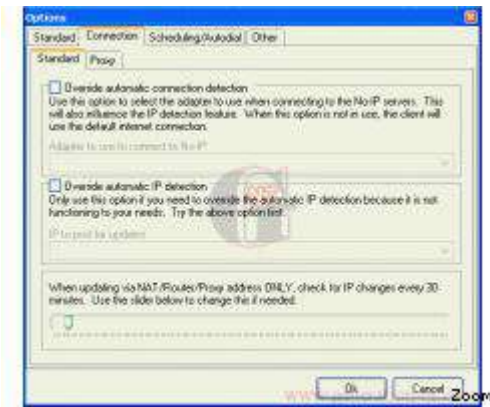 Options
Standard Connection Scheduling/Autodial Other
Standard Proxy
Override automatic connection detection
Use this option to select the adapter to use when connecting to the No-IP servers. This
will also influence the IP detection feature. When this option is not in use, the client will
use the default internet connection.
Adapter to use to connect to No-IP
Override automatic IP detection
Only use this option if you need to override the automatic IP detection because it is not
functioning to your needs. Try the above option first.
IP to post for updates
When updating via NAT/Router/Proxy address ONLY, check for IP changes every 30
minutes. Use the slider below to change this if needed.
Ok Cancel
Zoom